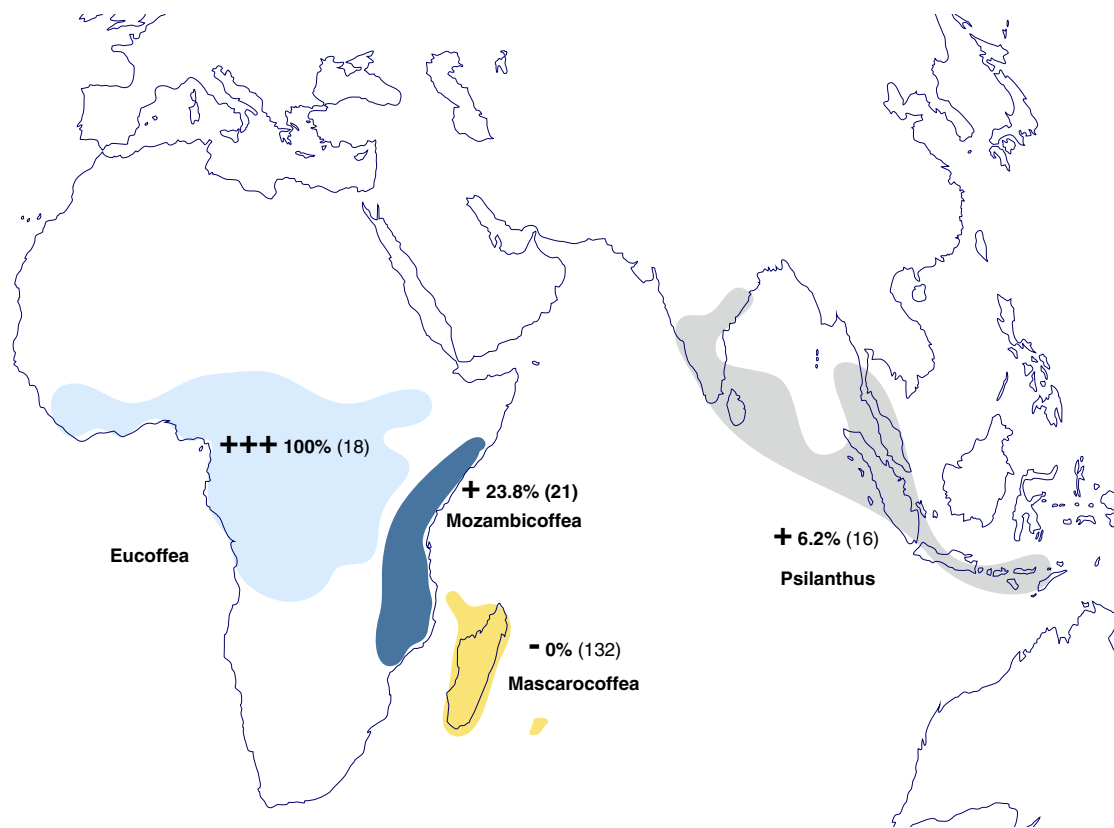 +++ 100% (18)
Eucoffea
+ 23.8% (21)
Mozambicoffea
+ 6.2% (16)
Psilanthus
- 0% (132)
Mascarocoffea